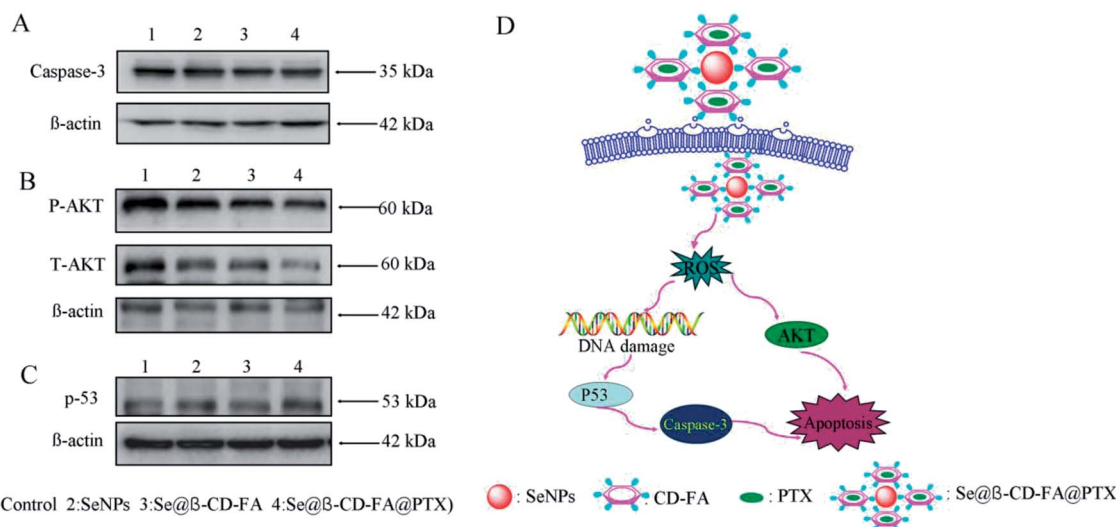 A
1 2 3 4
Caspase-3 35 kDa
ß-actin 42 kDa
B
1 2 3 4
P-AKT 60 kDa
T-AKT 60 kDa
ß-actin 42 kDa
C
1 2 3 4
p-53 53 kDa
ß-actin 42 kDa
Control 2:SeNPs 3:Se@ß-CD-FA 4:Se@ß-CD-FA@PTX)
D
ROS
DNA damage
AKT
P53
Caspase-3
Apoptosis
: SeNPs : CD-FA : PTX : Se@ß-CD-FA@PTX